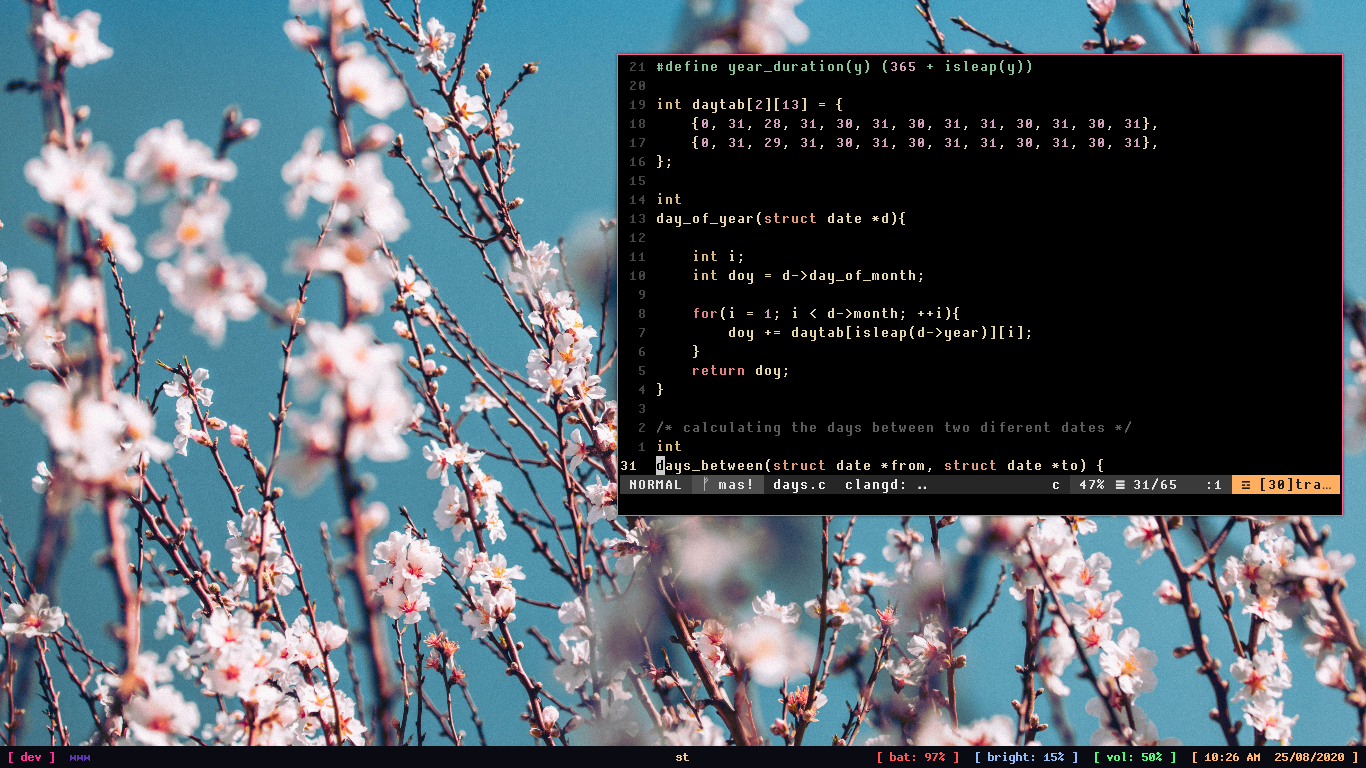 21 #define year_duration(y) (365 + isleap(y))
20
19 int daytab[2][13] = {
18     {0, 31, 28, 31, 30, 31, 30, 31, 31, 30, 31, 30, 31},
17     {0, 31, 29, 31, 30, 31, 30, 31, 31, 30, 31, 30, 31},
16 };
15
14 int
13 day_of_year(struct date *d){
12
11     int i;
10     int doy = d->day_of_month;
9
8     for(i = 1; i < d->month; ++i){
7         doy += daytab[isleap(d->year)][i];
6     }
5     return doy;
4 }
3
2 /* calculating the days between two diferent dates */
1 int
31 days_between(struct date *from, struct date *to) {
NORMAL mas! days.c clangd: .. c 47% ☰ 31/65 :1 ☲ [30]tra…
[ dev ] www st [ bat: 97% ] [ bright: 15% ] [ vol: 50% ] [ 10:26 AM 25/08/2020 ]